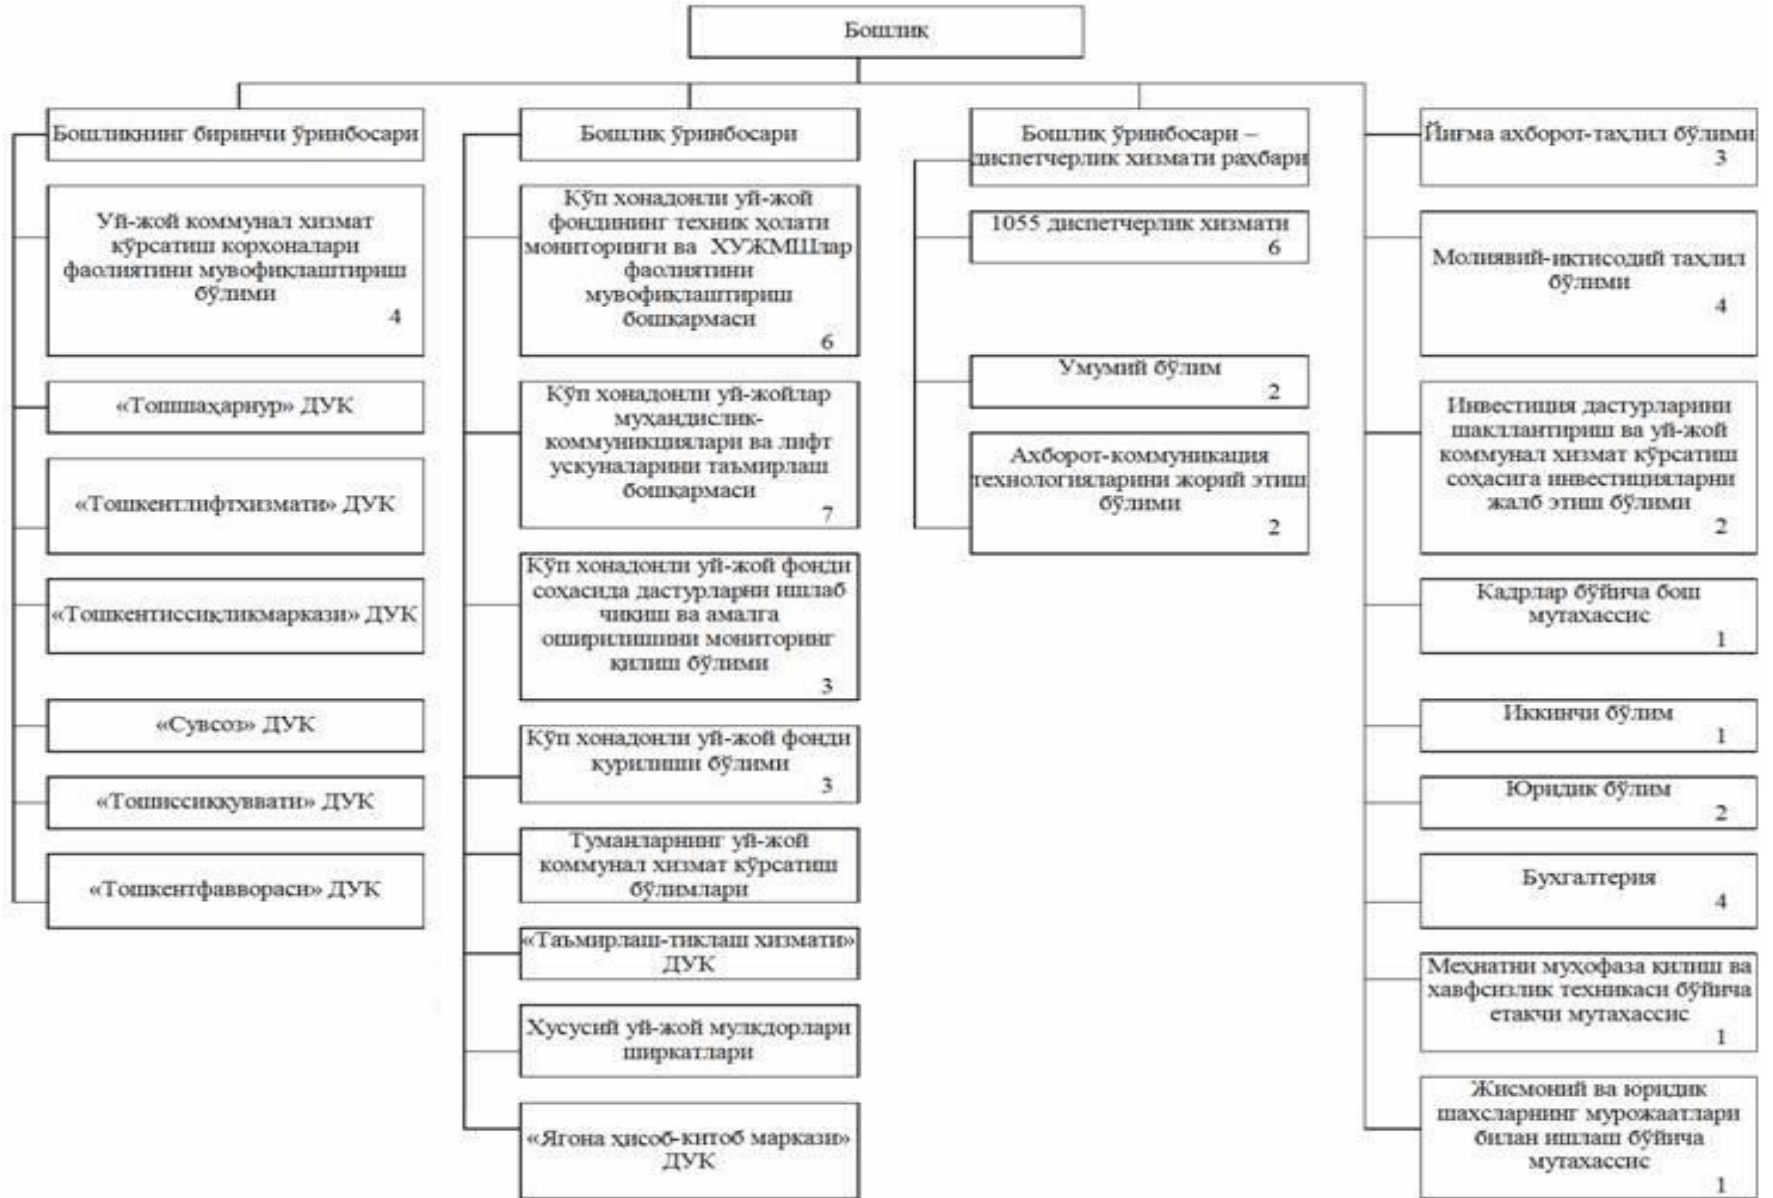 Бошлиқ
Бошлиқнинг биринчи ўринбосари
Уй-жой коммунал хизмат
кўрсатиш корхоналари
фаолиятини мувофиқлаштириш
бўлими
4
«Тошшаҳарнур» ДУК
«Тошкентлифтхизмати» ДУК
«Тошкентиссиқликмаркази» ДУК
«Сувсоз» ДУК
«Тошиссиққуввати» ДУК
«Тошкентфаввораси» ДУК
Бошлиқ ўринбосари
Кўп хонадонли уй-жой
фондининг техник ҳолати
мониторинги ва ХУЖМШлар
фаолиятини
мувофиқлаштириш
бошқармаси
6
Кўп хонадонли уй-жойлар
муҳандислик-
коммуникциялари ва лифт
ускуналарини таъмирлаш
бошқармаси
7
Кўп хонадонли уй-жой фонди
соҳасида дастурларни ишлаб
чиқиш ва амалга
оширилишини мониторинг
қилиш бўлими
3
Кўп хонадонли уй-жой фонди
қурилиши бўлими
3
Туманларнинг уй-жой
коммунал хизмат кўрсатиш
бўлимлари
«Таъмирлаш-тиклаш хизмати»
ДУК
Хусусий уй-жой мулкдорлари
ширкатлари
«Ягона ҳисоб-китоб маркази»
ДУК
Бошлиқ ўринбосари –
диспетчерлик хизмати раҳбари
1055 диспетчерлик хизмати
6
Умумий бўлим
2
Ахборот-коммуникация
технологияларини жорий этиш
бўлими
2
Йиғма ахборот-таҳлил бўлими
3
Молиявий-иқтисодий таҳлил
бўлими
4
Инвестиция дастурларини
шакллантириш ва уй-жой
коммунал хизмат кўрсатиш
соҳасига инвестицияларни
жалб этиш бўлими
2
Кадрлар бўйича бош
мутахассис
1
Иккинчи бўлим
1
Юридик бўлим
2
Бухгалтерия
4
Меҳнатни муҳофаза қилиш ва
хавфсизлик техникаси бўйича
етакчи мутахассис
1
Жисмоний ва юридик
шахсларнинг мурожаатлари
билан ишлаш бўйича
мутахассис
1